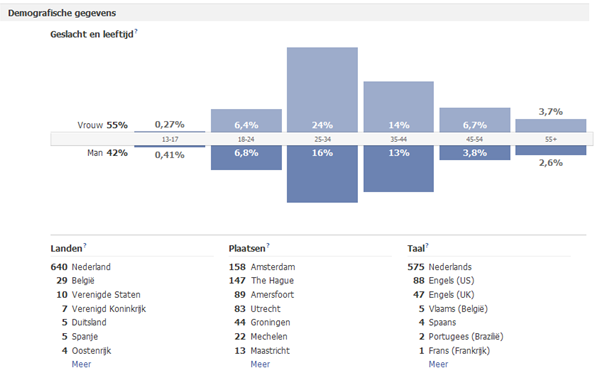 Demografische gegevens
Geslacht en leeftijd?
Vrouw 55% 0,27% 6,4% 24% 14% 6,7% 3,7%
13-17 18-24 25-34 35-44 45-54 55+
Man 42% 0,41% 6,8% 16% 13% 3,8% 2,6%
Landen? Plaatsen? Taal?
640 Nederland 158 Amsterdam 575 Nederlands
29 België 147 The Hague 88 Engels (US)
10 Verenigde Staten 89 Amersfoort 47 Engels (UK)
7 Verenigd Koninkrijk 83 Utrecht 5 Vlaams (België)
5 Duitsland 44 Groningen 4 Spaans
5 Spanje 22 Mechelen 2 Portugees (Brazilië)
4 Oostenrijk 13 Maastricht 1 Frans (Frankrijk)
Meer Meer Meer